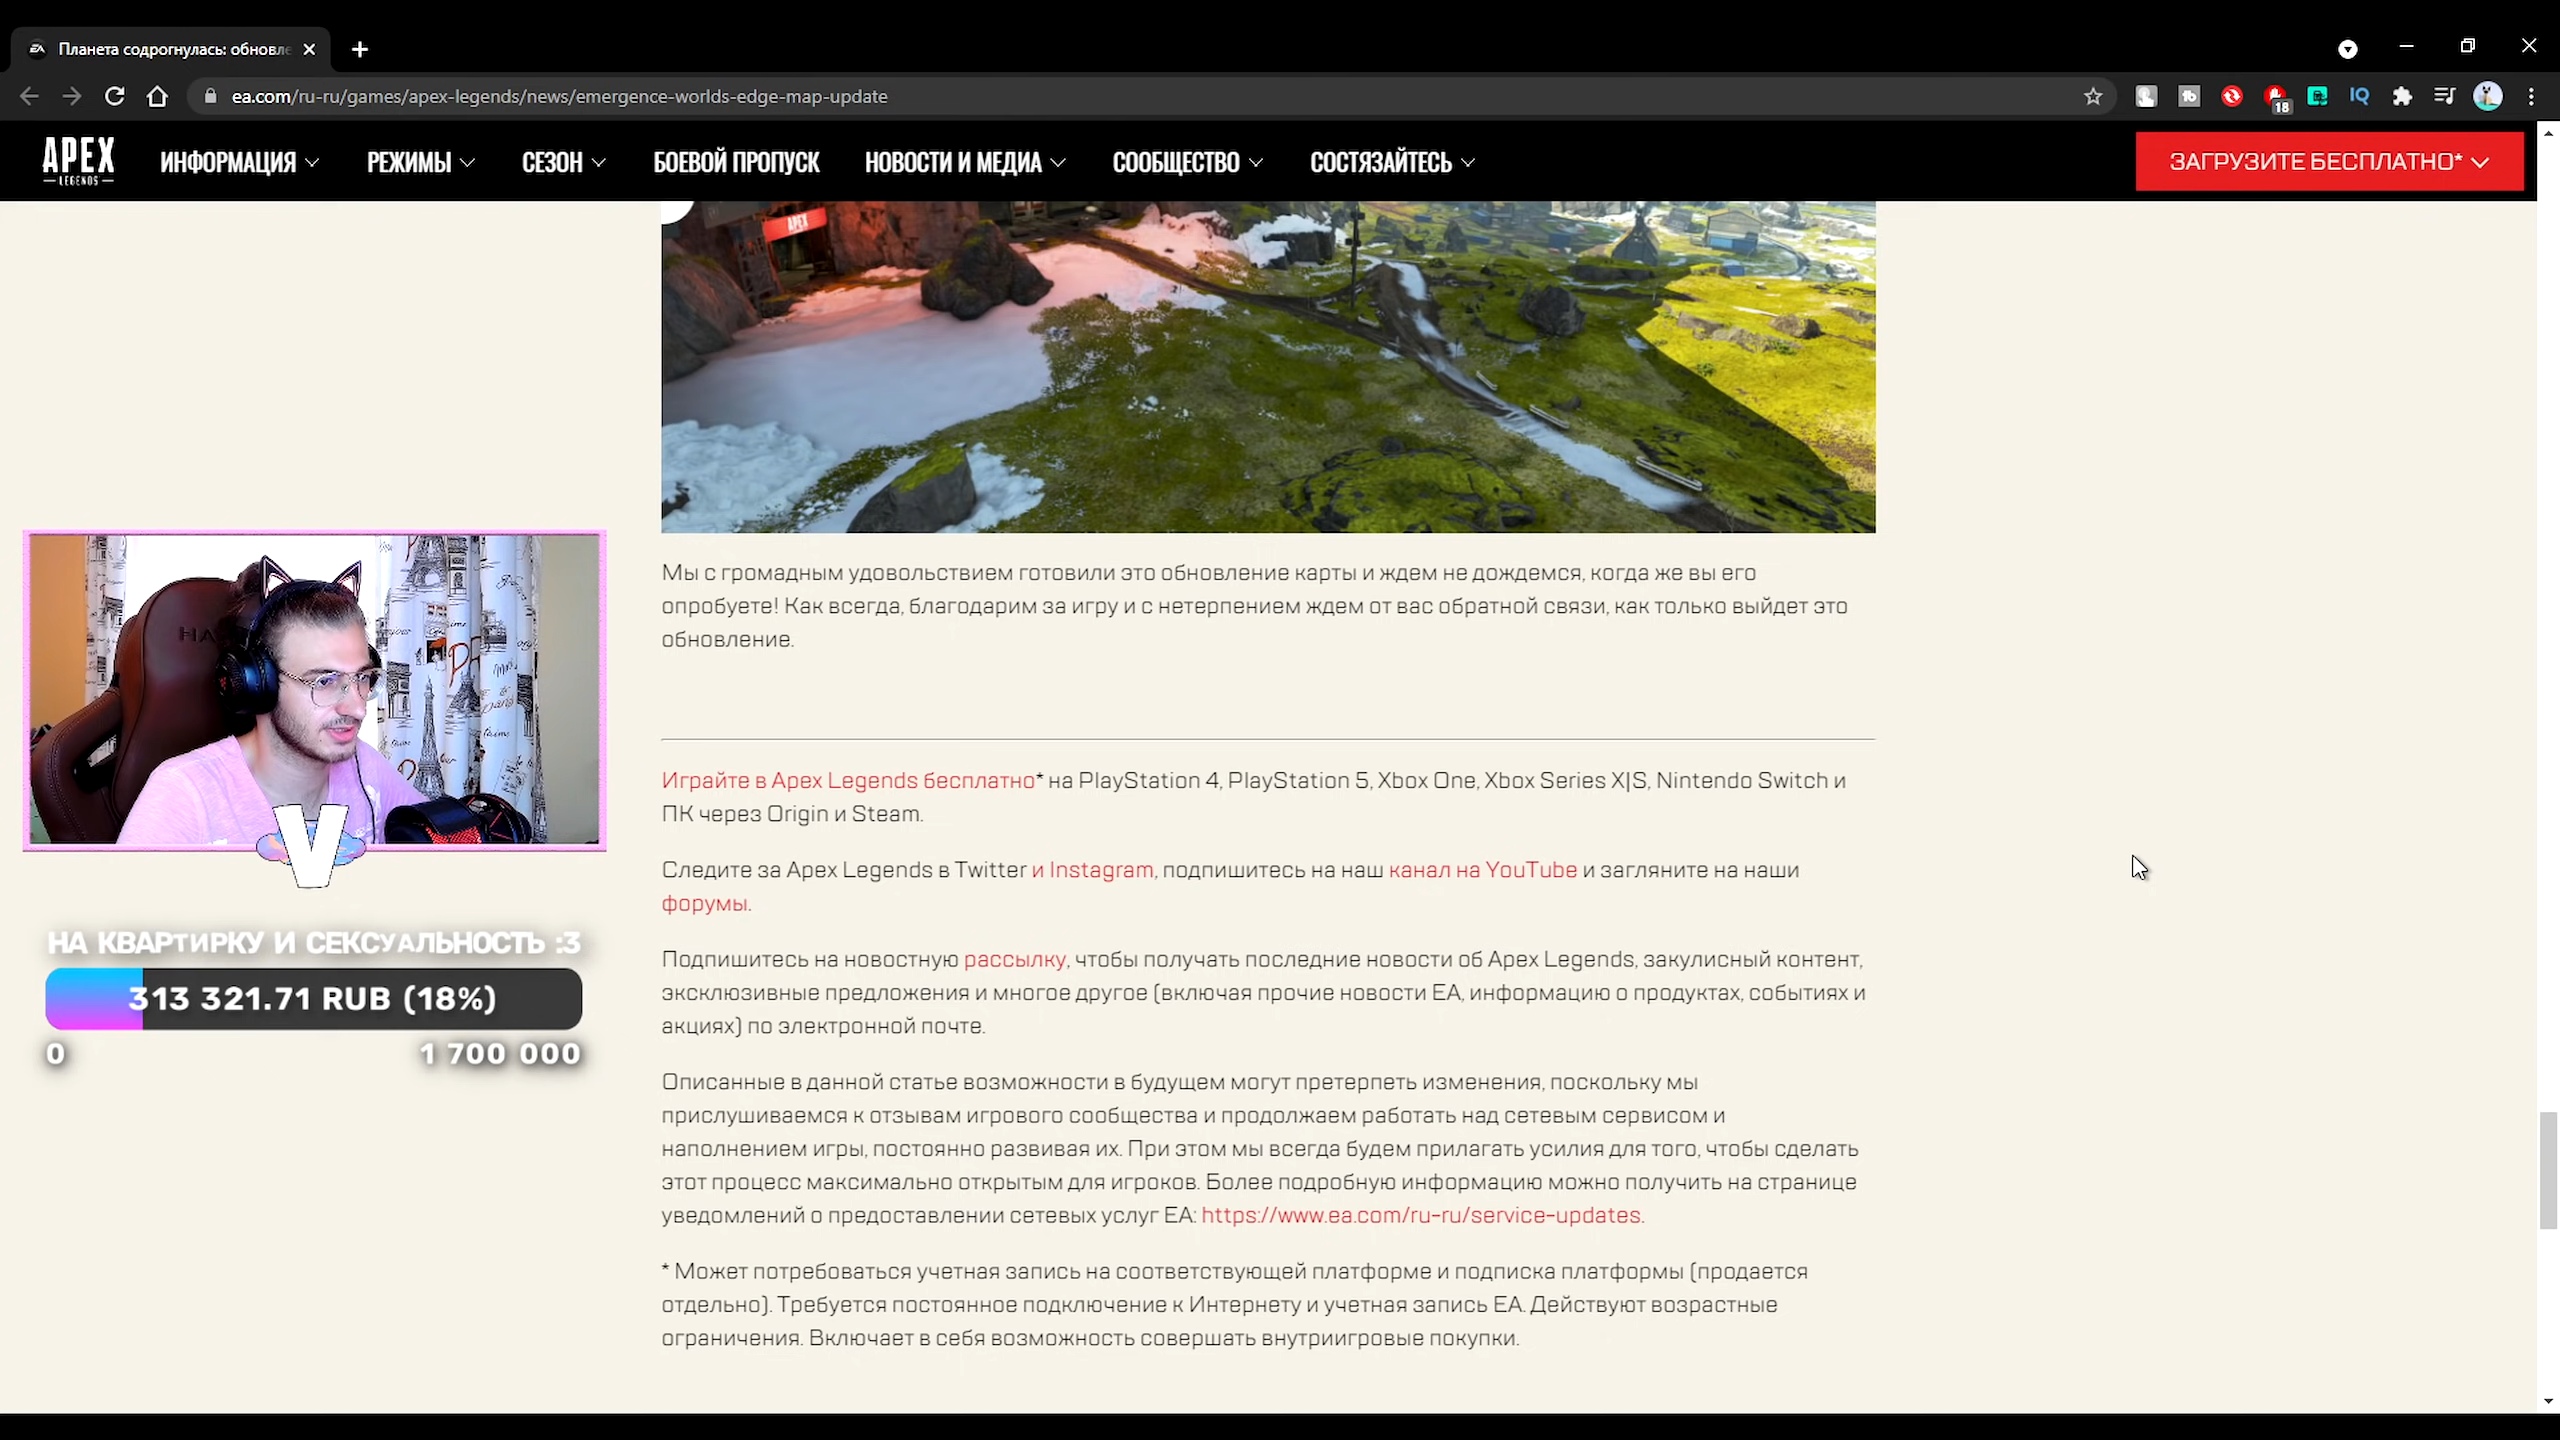 Планета содрогнулась: обновле
ea.com/ru-ru/games/apex-legends/news/emergence-worlds-edge-map-update
18
IQ
APEX
LEGENDS
ИНФОРМАЦИЯ
РЕЖИМЫ
СЕЗОН
БОЕВОЙ ПРОПУСК
НОВОСТИ И МЕДИА
СООБЩЕСТВО
СОСТЯЗАЙТЕСЬ
ЗАГРУЗИТЕ БЕСПЛАТНО*
APEX
Мы с громадным удовольствием готовили это обновление карты и ждем не дождемся, когда же вы его
опробуете! Как всегда, благодарим за игру и с нетерпением ждем от вас обратной связи, как только выйдет это
обновление.
V
НА КВАРТИРКУ И СЕКСУАЛЬНОСТЬ :3
313 321.71 RUB (18%)
0
1 700 000
Играйте в Apex Legends бесплатно* на PlayStation 4, PlayStation 5, Xbox One, Xbox Series X|S, Nintendo Switch и
ПК через Origin и Steam.
Следите за Apex Legends в Twitter и Instagram, подпишитесь на наш канал на YouTube и загляните на наши
форумы.
Подпишитесь на новостную рассылку, чтобы получать последние новости об Apex Legends, закулисный контент,
эксклюзивные предложения и многое другое (включая прочие новости EA, информацию о продуктах, событиях и
акциях) по электронной почте.
Описанные в данной статье возможности в будущем могут претерпеть изменения, поскольку мы
прислушиваемся к отзывам игрового сообщества и продолжаем работать над сетевым сервисом и
наполнением игры, постоянно развивая их. При этом мы всегда будем прилагать усилия для того, чтобы сделать
этот процесс максимально открытым для игроков. Более подробную информацию можно получить на странице
уведомлений о предоставлении сетевых услуг EA: https://www.ea.com/ru-ru/service-updates.
* Может потребоваться учетная запись на соответствующей платформе и подписка платформы (продается
отдельно). Требуется постоянное подключение к Интернету и учетная запись EA. Действуют возрастные
ограничения. Включает в себя возможность совершать внутриигровые покупки.